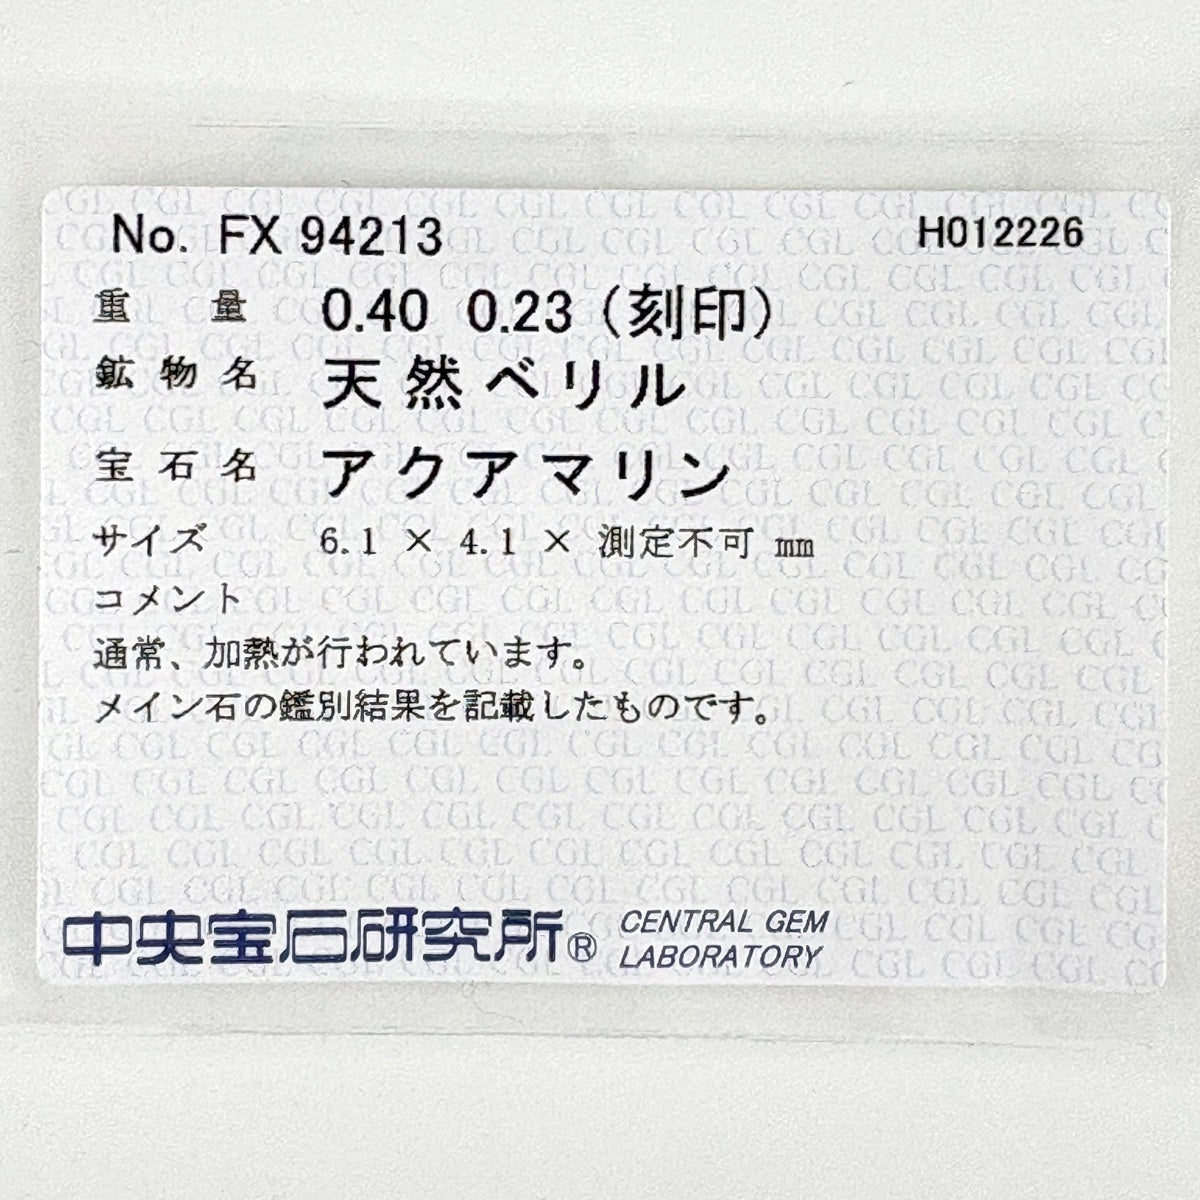 No. FX 94213 H012226
重量 0.40 0.23 (刻印)
鉱物名 天然ベリル
宝石名 アクアマリン
サイズ 6.1 × 4.1 × 測定不可 mm
コメント
通常、加熱が行われています。
メイン石の鑑別結果を記載したものです。
中央宝石研究所® CENTRAL GEM
LABORATORY